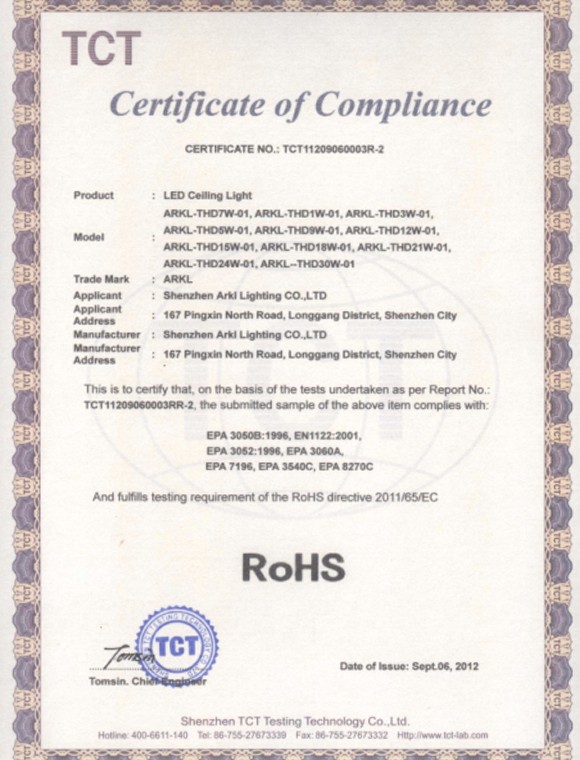 TCT
Certificate of Compliance
CERTIFICATE NO.: TCT11209060003R-2
Product : LED Ceiling Light
ARKL-THD7W-01, ARKL-THD1W-01, ARKL-THD3W-01,
Model : ARKL-THD5W-01, ARKL-THD9W-01, ARKL-THD12W-01,
ARKL-THD15W-01, ARKL-THD18W-01, ARKL-THD21W-01,
ARKL-THD24W-01, ARKL--THD30W-01
Trade Mark : ARKL
Applicant : Shenzhen Arkl Lighting CO.,LTD
Applicant Address : 167 Pingxin North Road, Longgang District, Shenzhen City
Manufacturer : Shenzhen Arkl Lighting CO.,LTD
Manufacturer Address : 167 Pingxin North Road, Longgang District, Shenzhen City
This is to certify that, on the basis of the tests undertaken as per Report No.:
TCT11209060003RR-2, the submitted sample of the above item complies with:
EPA 3050B:1996, EN1122:2001,
EPA 3052:1996, EPA 3060A,
EPA 7196, EPA 3540C, EPA 8270C
And fulfills testing requirement of the RoHS directive 2011/65/EC
RoHS
TCT
Tomsin. Chief Engineer
Date of Issue: Sept.06, 2012
Shenzhen TCT Testing Technology Co.,Ltd.
Hotline: 400-6611-140 Tel: 86-755-27673339 Fax: 86-755-27673332 Http://www.tct-lab.com